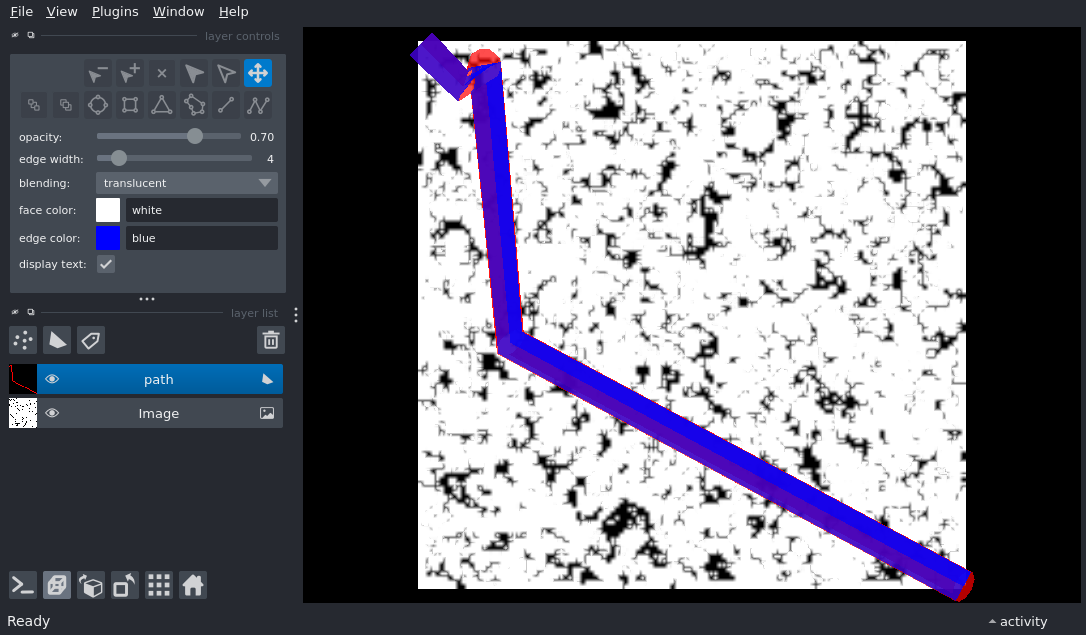 File View Plugins Window Help
layer controls
opacity: 0.70
edge width: 4
blending: translucent
face color: white
edge color: blue
display text:
layer list
path
Image
Ready
activity